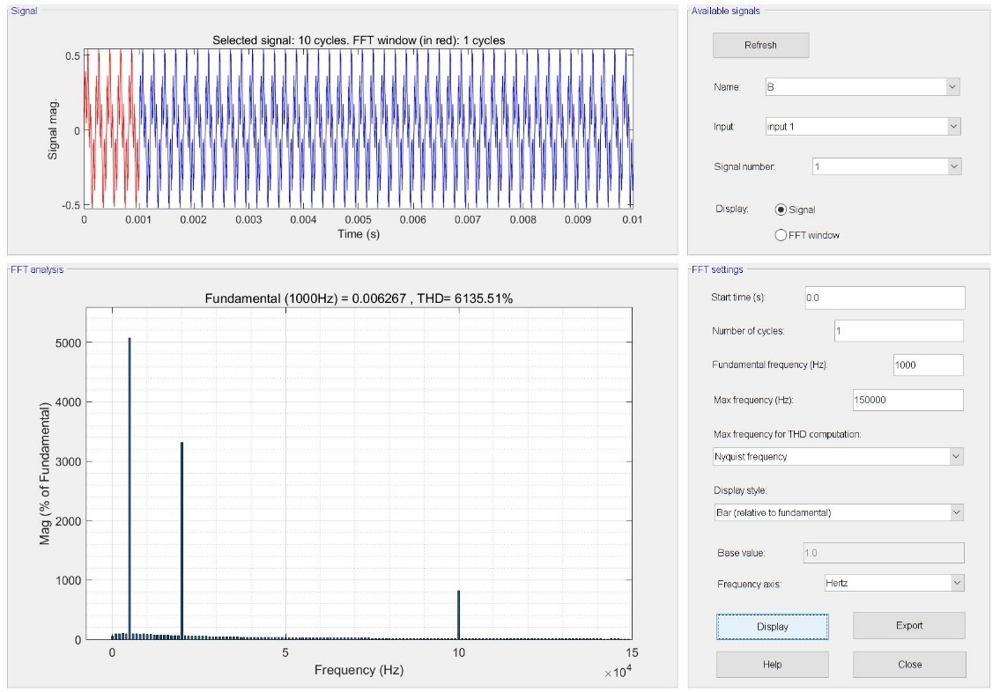 Signal
Selected signal: 10 cycles. FFT window (in red): 1 cycles
0.5
0
-0.5
Signal mag.
0 0.001 0.002 0.003 0.004 0.005 0.006 0.007 0.008 0.009 0.01
Time (s)
Available signals
Refresh
Name: B
Input: input 1
Signal number: 1
Display: Signal
FFT window
FFT analysis
Fundamental (1000Hz) = 0.006267 , THD= 6135.51%
5000
4000
3000
2000
1000
0
Mag (% of Fundamental)
0 5 10 15
Frequency (Hz)
×10⁴
FFT settings
Start time (s): 0.0
Number of cycles: 1
Fundamental frequency (Hz): 1000
Max frequency (Hz): 150000
Max frequency for THD computation:
Nyquist frequency
Display style:
Bar (relative to fundamental)
Base value: 1.0
Frequency axis: Hertz
Display Export
Help Close